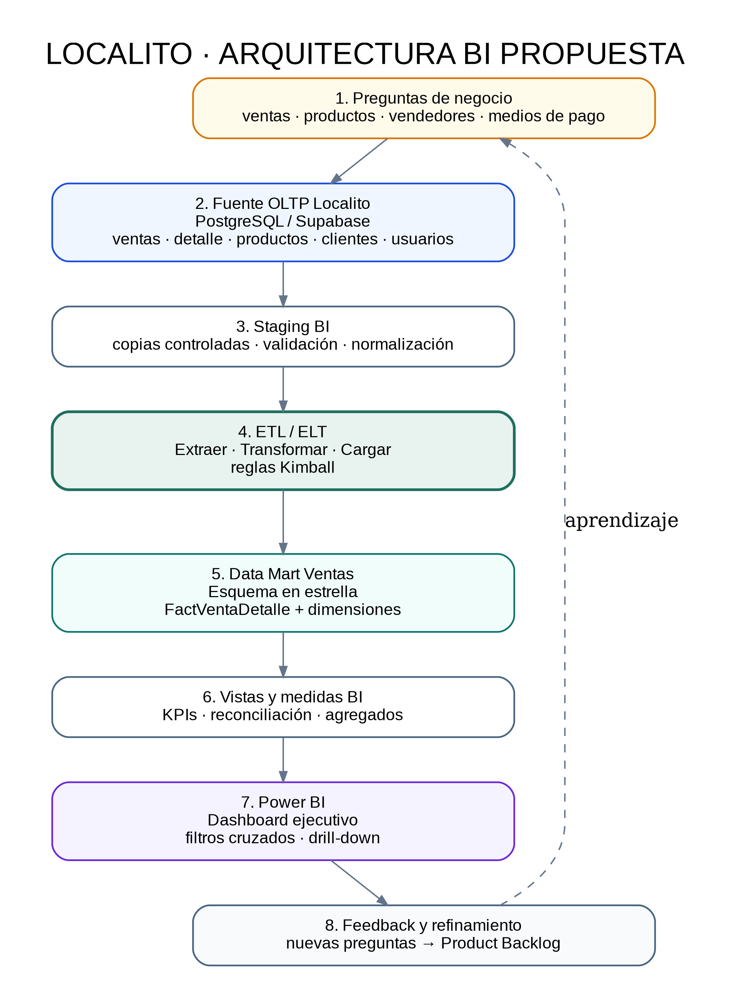 LOCALITO · ARQUITECTURA BI PROPUESTA
1. Preguntas de negocio
ventas · productos · vendedores · medios de pago
2. Fuente OLTP Localito
PostgreSQL / Supabase
ventas · detalle · productos · clientes · usuarios
3. Staging BI
copias controladas · validación · normalización
4. ETL / ELT
Extraer · Transformar · Cargar
reglas Kimball
aprendizaje
5. Data Mart Ventas
Esquema en estrella
FactVentaDetalle + dimensiones
6. Vistas y medidas BI
KPIs · reconciliación · agregados
7. Power BI
Dashboard ejecutivo
filtros cruzados · drill-down
8. Feedback y refinamiento
nuevas preguntas → Product Backlog